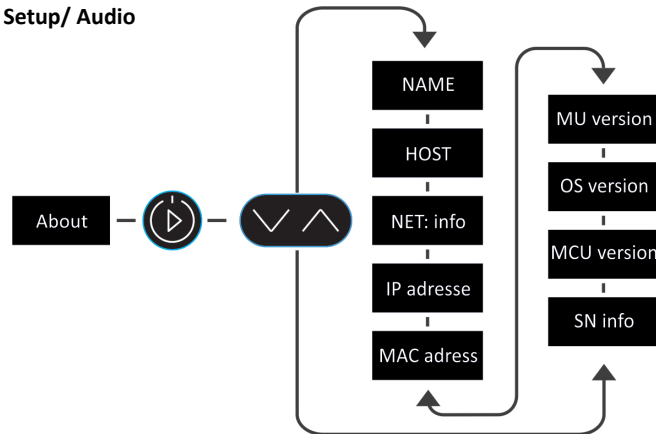 Setup/ Audio
About
NAME
HOST
NET: info
IP adresse
MAC adress
MU version
OS version
MCU version
SN info